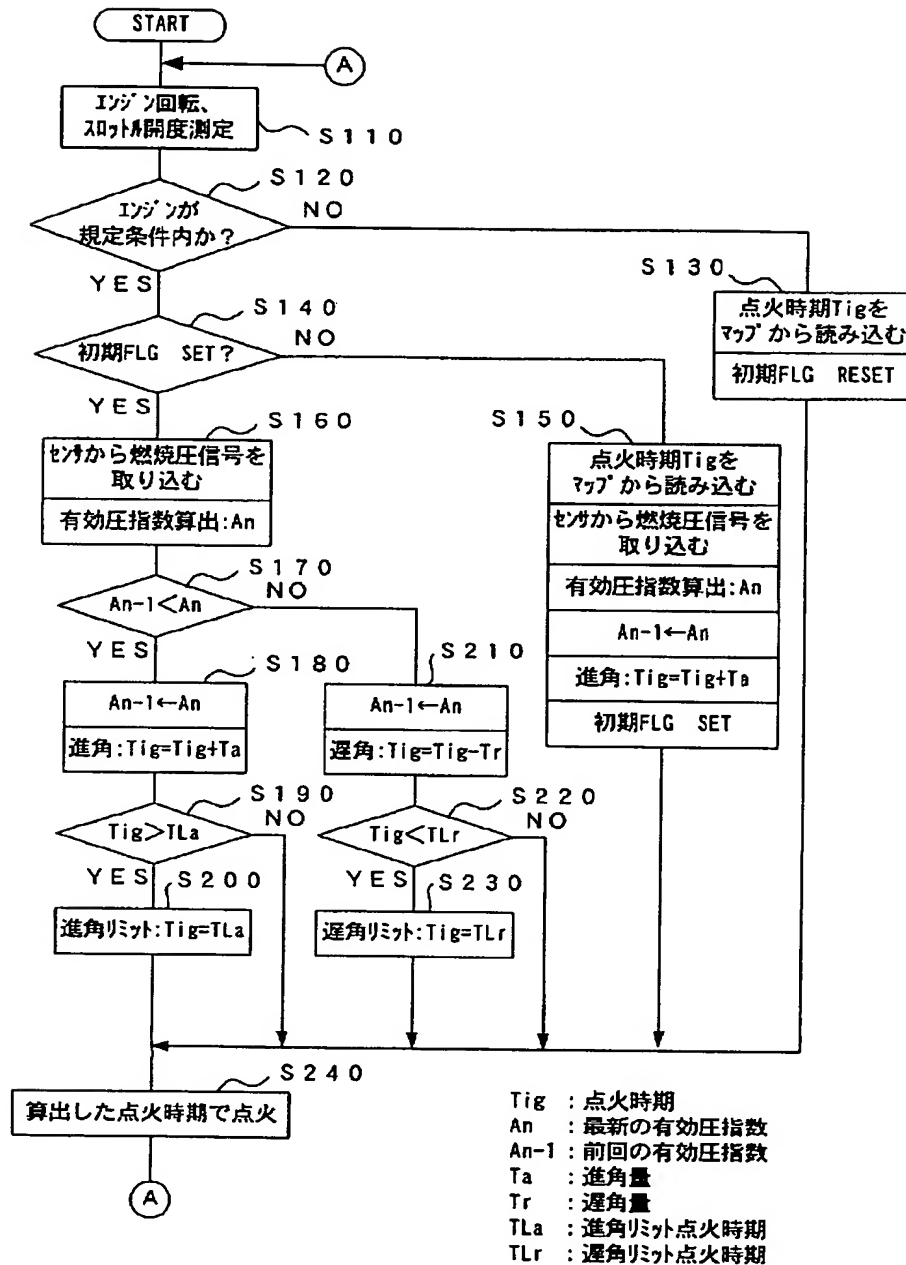 START
A
エンジン回転、
スロットル開度測定
S110
S120
エンジンが
規定条件内か?
NO
YES
S130
点火時期Tigを
マップから読み込む
初期FLG RESET
S140
初期FLG SET?
NO
YES
S150
点火時期Tigを
マップから読み込む
センサから燃焼圧信号を
取り込む
有効圧指数算出:An
An-1←An
進角:Tig=Tig+Ta
初期FLG SET
S160
センサから燃焼圧信号を
取り込む
有効圧指数算出:An
S170
An-1<An
NO
YES
S180
An-1←An
進角:Tig=Tig+Ta
S190
Tig>TLa
NO
YES
S200
進角リミット:Tig=TLa
S210
An-1←An
遅角:Tig=Tig-Tr
S220
Tig<TLr
NO
YES
S230
遅角リミット:Tig=TLr
S240
算出した点火時期で点火
A
Tig :点火時期
An :最新の有効圧指数
An-1:前回の有効圧指数
Ta :進角量
Tr :遅角量
TLa :進角リミット点火時期
TLr :遅角リミット点火時期